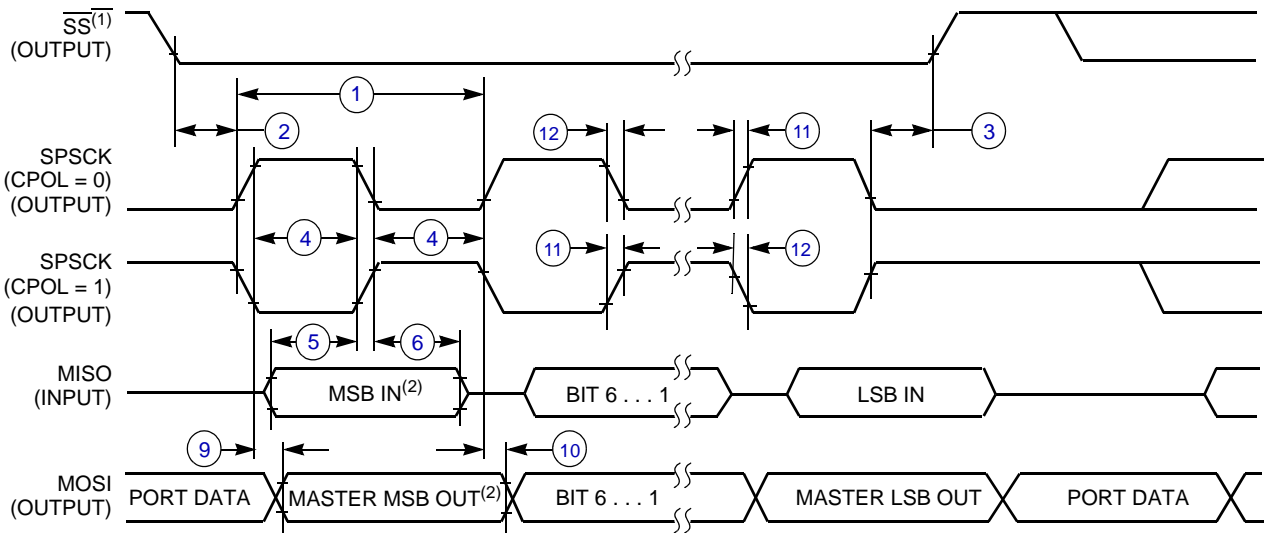 SS(1)
(OUTPUT)
1
2
12
11
3
SPSCK
(CPOL = 0)
(OUTPUT)
4
4
11
12
SPSCK
(CPOL = 1)
(OUTPUT)
5
6
MISO
(INPUT)
MSB IN(2)
BIT 6 . . . 1
LSB IN
9
10
MOSI
(OUTPUT)
PORT DATA
MASTER MSB OUT(2)
BIT 6 . . . 1
MASTER LSB OUT
PORT DATA